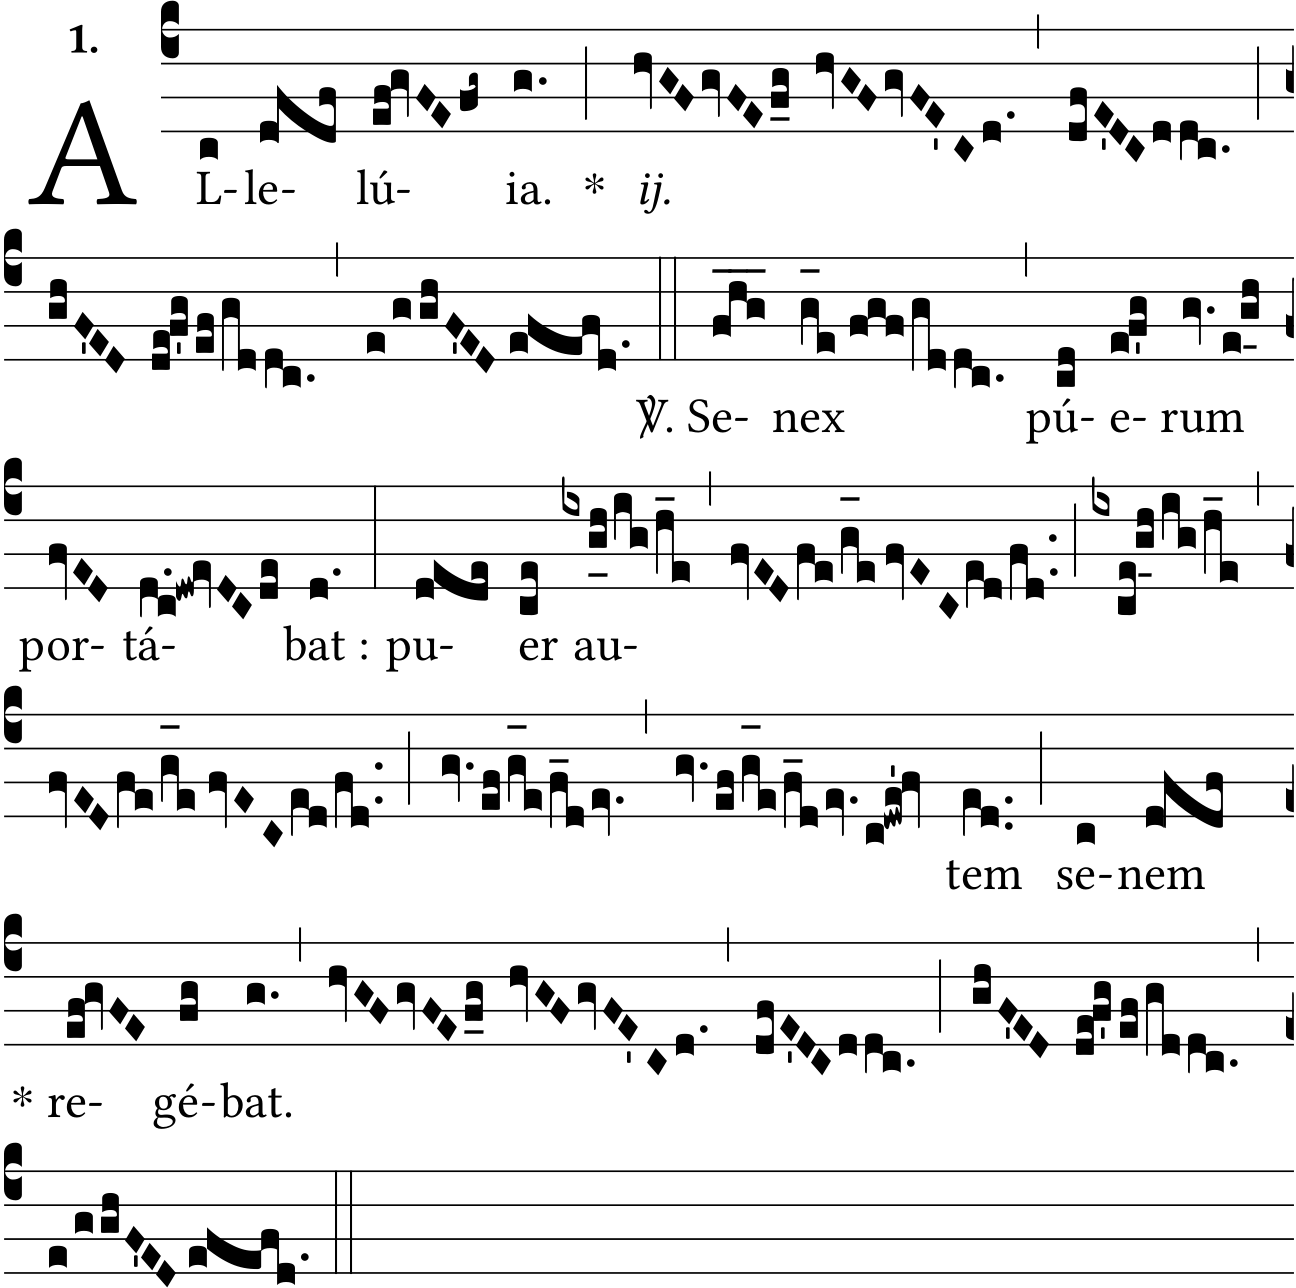 1.
AL-le- lú- ia. * ij.
℣. Se- nex pú- e- rum
por- tá- bat : pu- er au-
tem se-nem
* re- gé-bat.